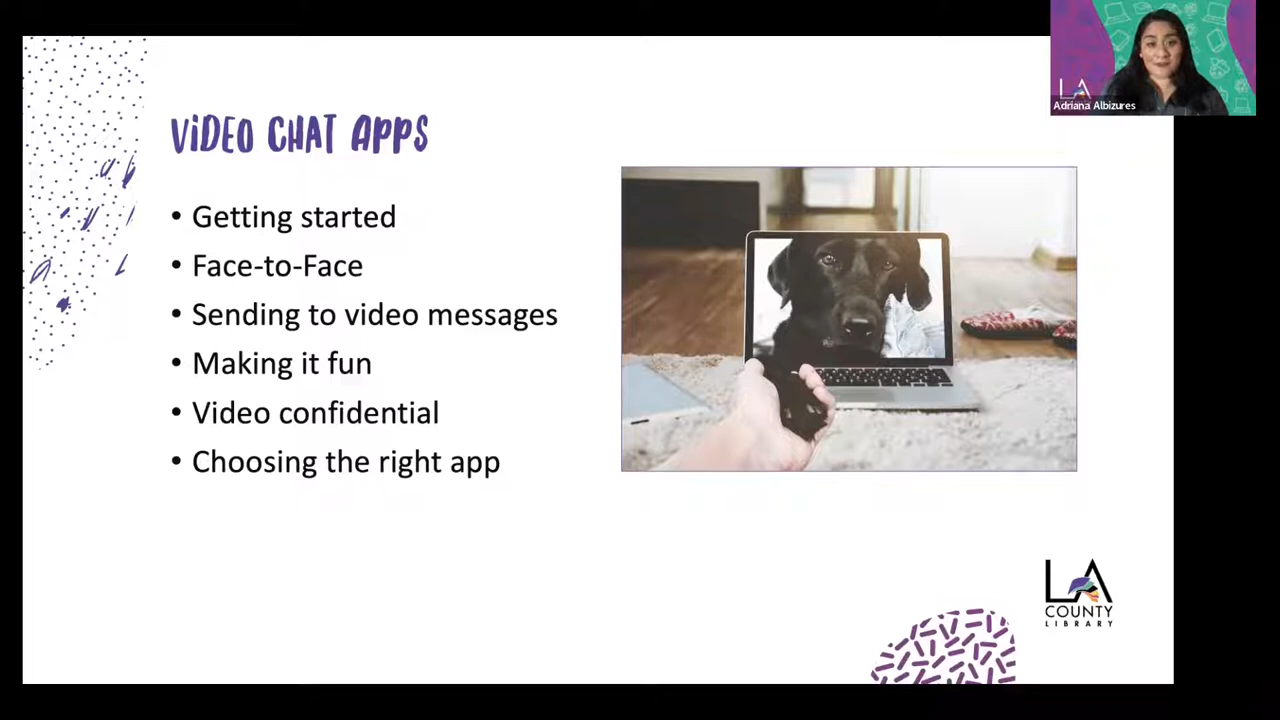 LA
Adriana Albizures
ViDEO CHAT APPS
• Getting started
• Face-to-Face
• Sending to video messages
• Making it fun
• Video confidential
• Choosing the right app
LA
COUNTY
LIBRARY